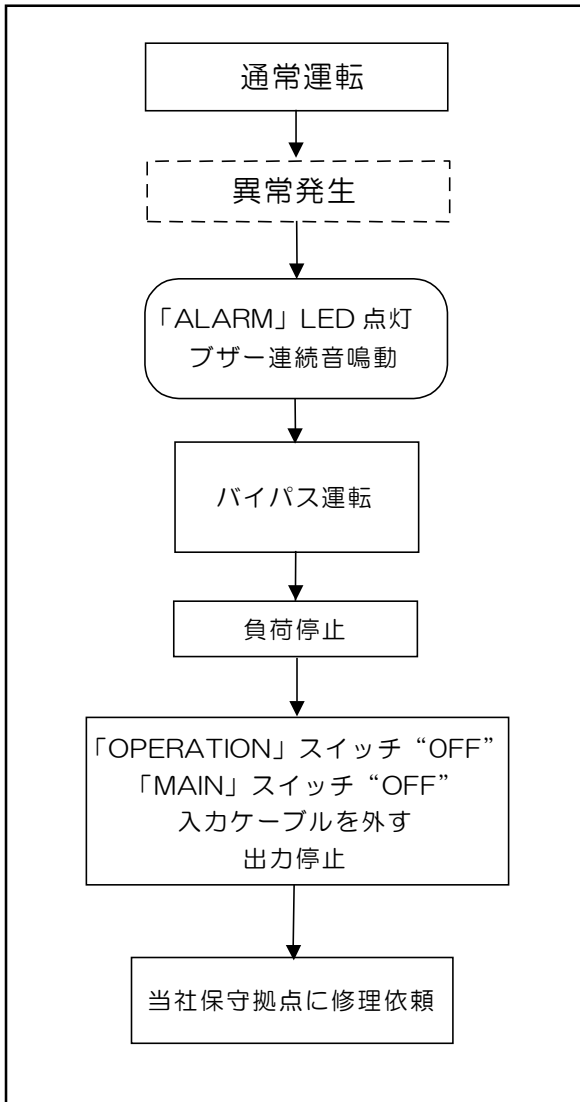 通常運転
異常発生
「ALARM」LED 点灯
ブザー連続音鳴動
バイパス運転
負荷停止
「OPERATION」スイッチ “OFF”
「MAIN」スイッチ “OFF”
入力ケーブルを外す
出力停止
当社保守拠点に修理依頼